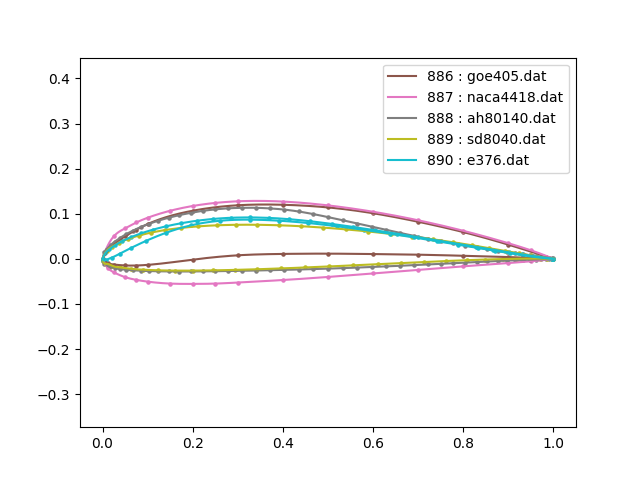 886 : goe405.dat
887 : naca4418.dat
888 : ah80140.dat
889 : sd8040.dat
890 : e376.dat
0.4
0.3
0.2
0.1
0.0
−0.1
−0.2
−0.3
0.0 0.2 0.4 0.6 0.8 1.0